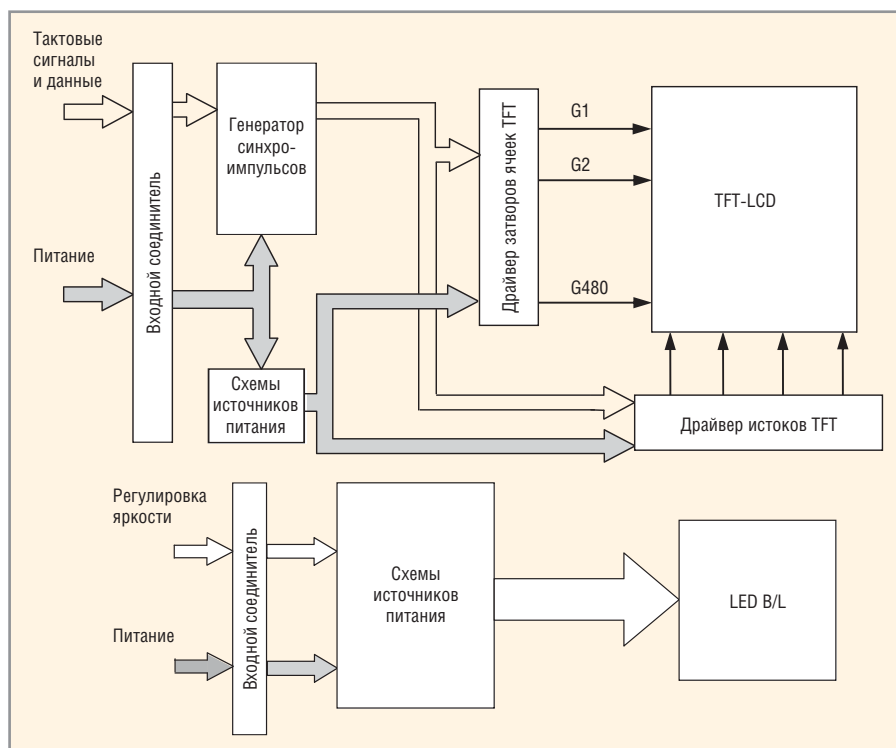 Тактовые
сигналы
и данные
Питание
Входной соединитель
Генератор
синхро-
импульсов
Схемы
источников
питания
Драйвер затворов ячеек TFT
G1
G2
G480
TFT-LCD
Драйвер истоков TFT
Регулировка
яркости
Питание
Входной соединитель
Схемы
источников
питания
LED B/L